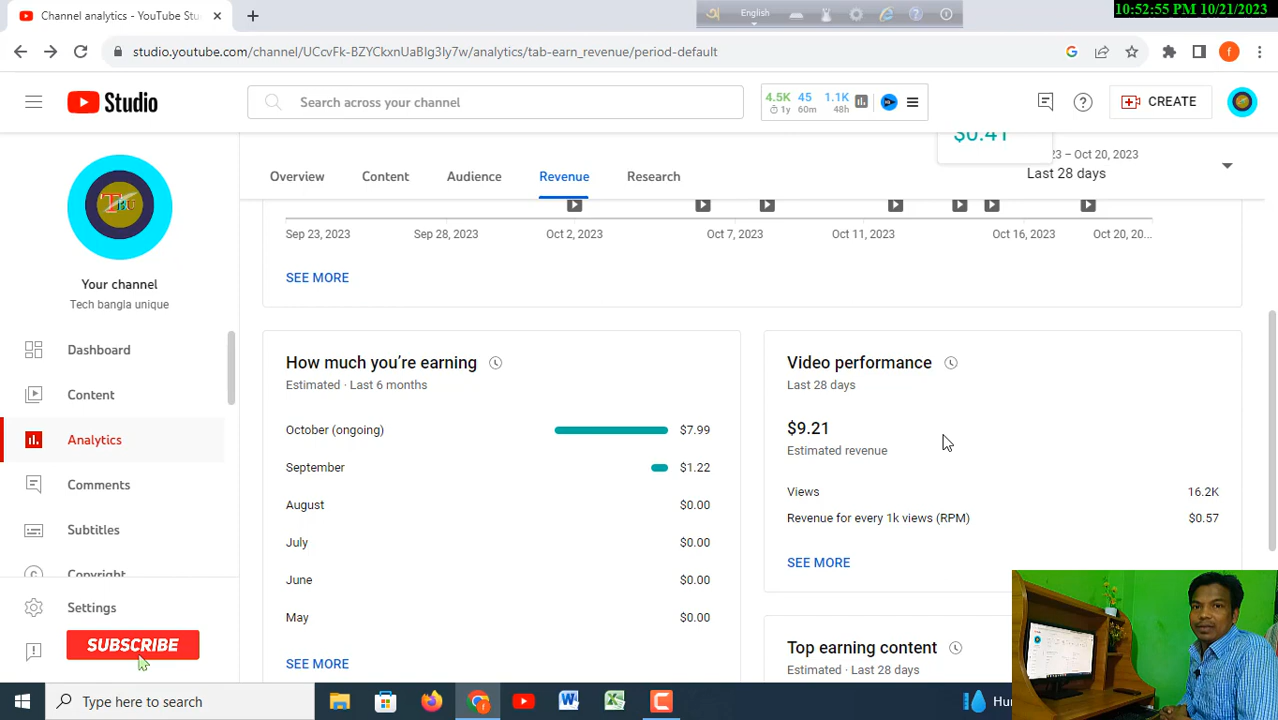 Channel analytics - YouTube Stu
English
10:52:55 PM 10/21/2023
studio.youtube.com/channel/UCcvFk-BZYCkxnUaBIg3Iy7w/analytics/tab-earn_revenue/period-default
Studio
Search across your channel
4.5K 45 1.1K
1y 60m 48h
CREATE
$0.41
23 – Oct 20, 2023
Last 28 days
Overview Content Audience Revenue Research
Sep 23, 2023 Sep 28, 2023 Oct 2, 2023 Oct 7, 2023 Oct 11, 2023 Oct 16, 2023 Oct 20, 20...
SEE MORE
Your channel
Tech bangla unique
Dashboard
Content
Analytics
Comments
Subtitles
Copyright
Settings
SUBSCRIBE
How much you’re earning
Estimated · Last 6 months
October (ongoing) $7.99
September $1.22
August $0.00
July $0.00
June $0.00
May $0.00
SEE MORE
Video performance
Last 28 days
$9.21
Estimated revenue
Views 16.2K
Revenue for every 1k views (RPM) $0.57
SEE MORE
Top earning content
Estimated · Last 28 days
Type here to search